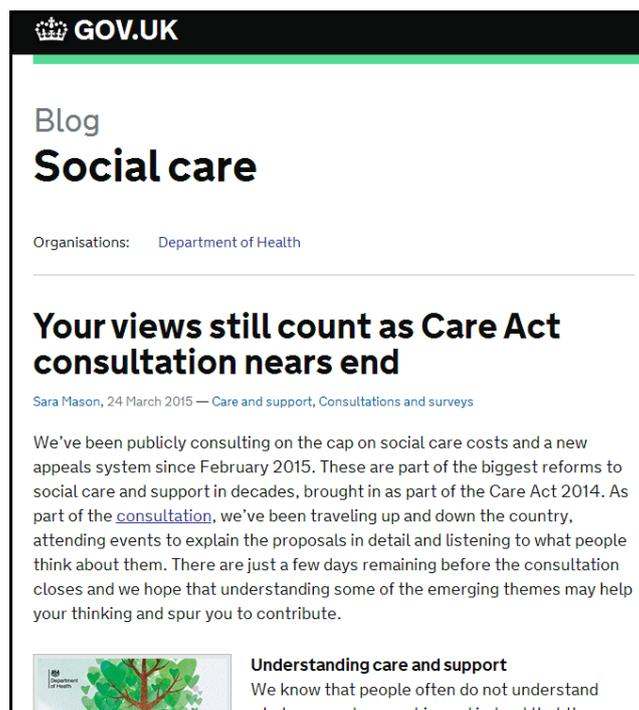 GOV.UK
Blog
Social care
Organisations: Department of Health
Your views still count as Care Act
consultation nears end
Sara Mason, 24 March 2015 — Care and support, Consultations and surveys
We've been publicly consulting on the cap on social care costs and a new
appeals system since February 2015. These are part of the biggest reforms to
social care and support in decades, brought in as part of the Care Act 2014. As
part of the consultation, we've been traveling up and down the country,
attending events to explain the proposals in detail and listening to what people
think about them. There are just a few days remaining before the consultation
closes and we hope that understanding some of the emerging themes may help
your thinking and spur you to contribute.
Department
of Health
Understanding care and support
We know that people often do not understand